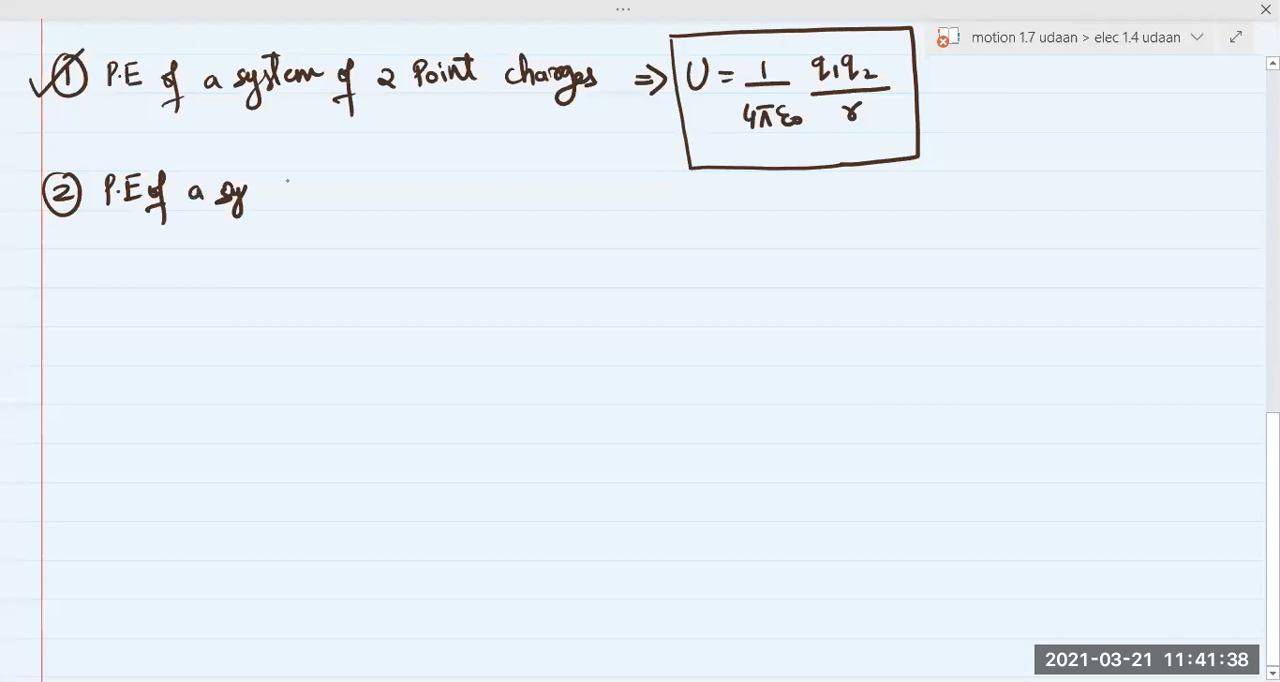 ...
motion 1.7 udaan > elec 1.4 udaan
① P.E of a system of 2 Point charges ⇒ U = 1/4πε₀ q₁q₂/r
② P.E of a sy
2021-03-21 11:41:38